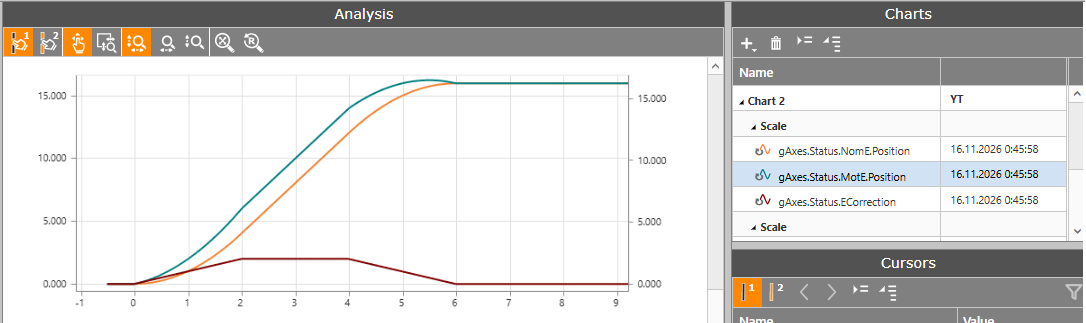 Analysis
1 2
R
15.000
10.000
5.000
0.000
15.000
10.000
5.000
0.000
-1 0 1 2 3 4 5 6 7 8 9
Charts
Name
Chart 2 YT
Scale
gAxes.Status.NomE.Position 16.11.2026 0:45:58
gAxes.Status.MotE.Position 16.11.2026 0:45:58
gAxes.Status.ECorrection 16.11.2026 0:45:58
Scale
Cursors
1 2
Name Value